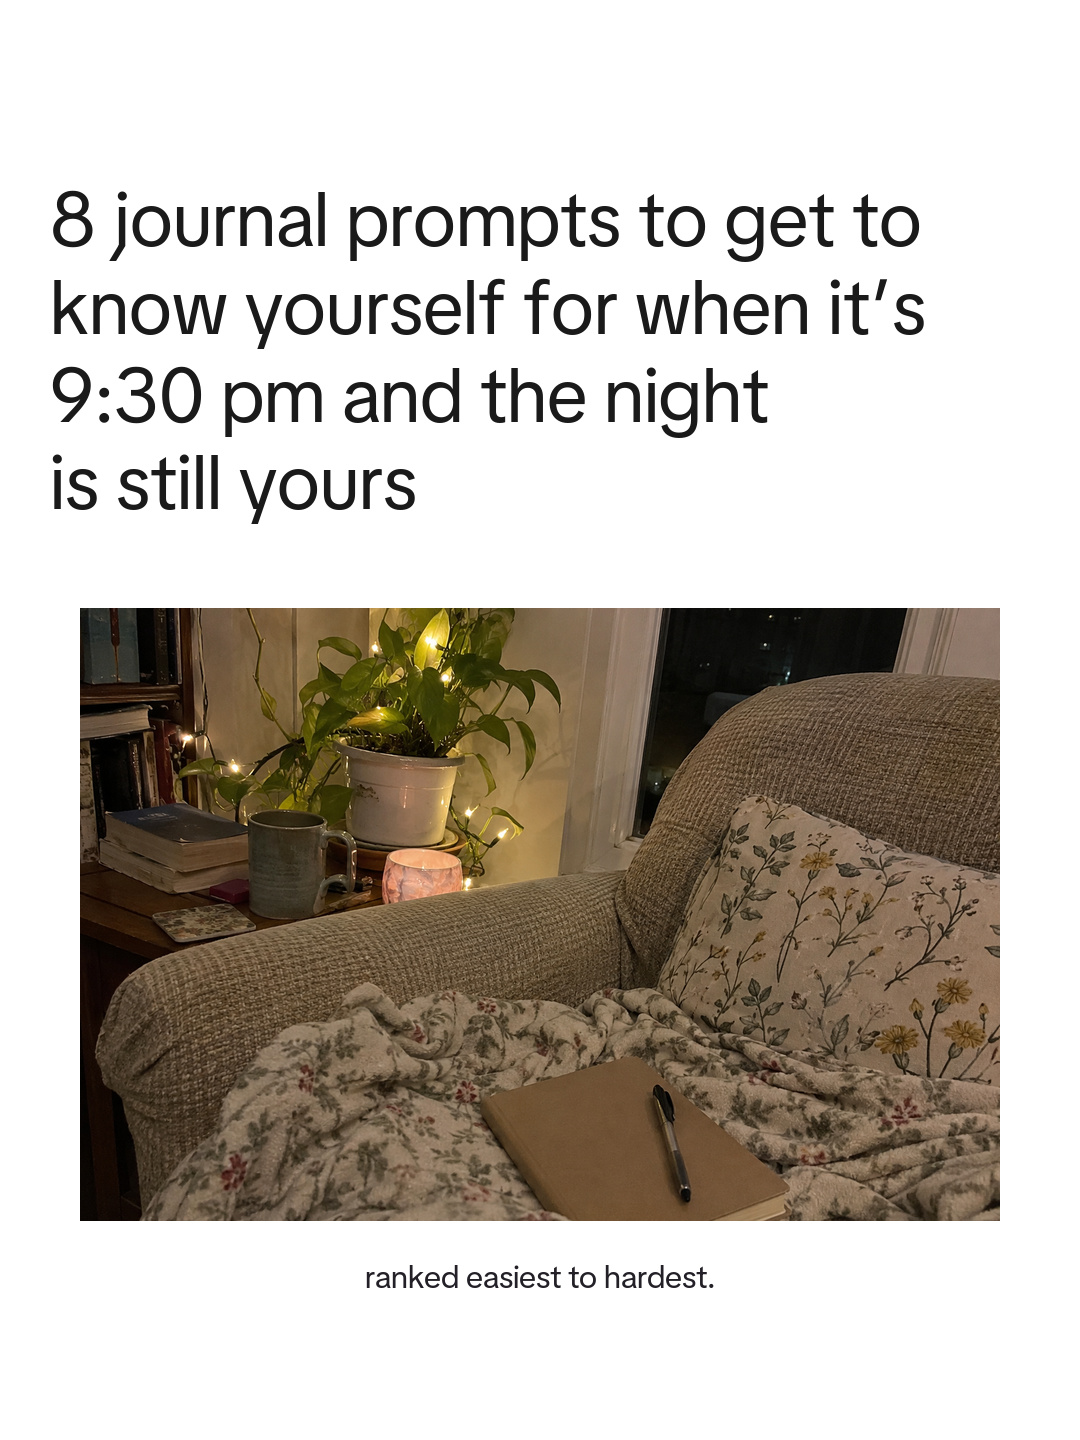 8 journal prompts to get to
know yourself for when it’s
9:30 pm and the night
is still yours
ranked easiest to hardest.